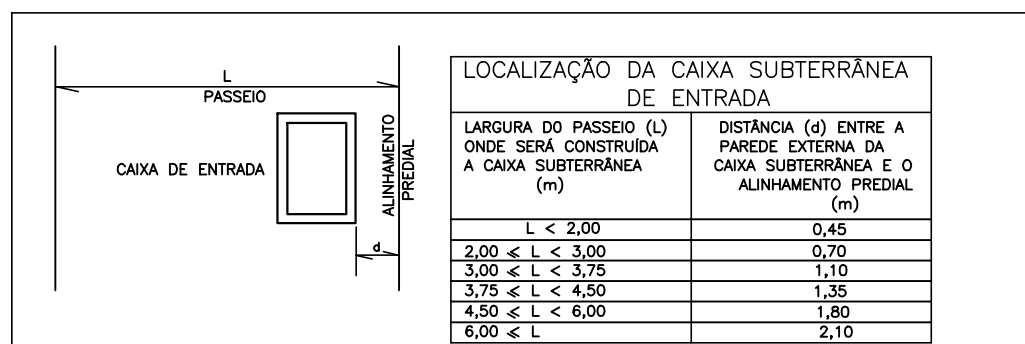 L
PASSEIO
CAIXA DE ENTRADA
ALINHAMENTO
PREDIAL
d
LOCALIZAÇÃO DA CAIXA SUBTERRÂNEA
DE ENTRADA
LARGURA DO PASSEIO (L)
ONDE SERÁ CONSTRUÍDA
A CAIXA SUBTERRÂNEA
(m)
DISTÂNCIA (d) ENTRE A
PAREDE EXTERNA DA
CAIXA SUBTERRÂNEA E O
ALINHAMENTO PREDIAL
(m)
L < 2,00 0,45
2,00 ⩽ L < 3,00 0,70
3,00 ⩽ L < 3,75 1,10
3,75 ⩽ L < 4,50 1,35
4,50 ⩽ L < 6,00 1,80
6,00 ⩽ L 2,10